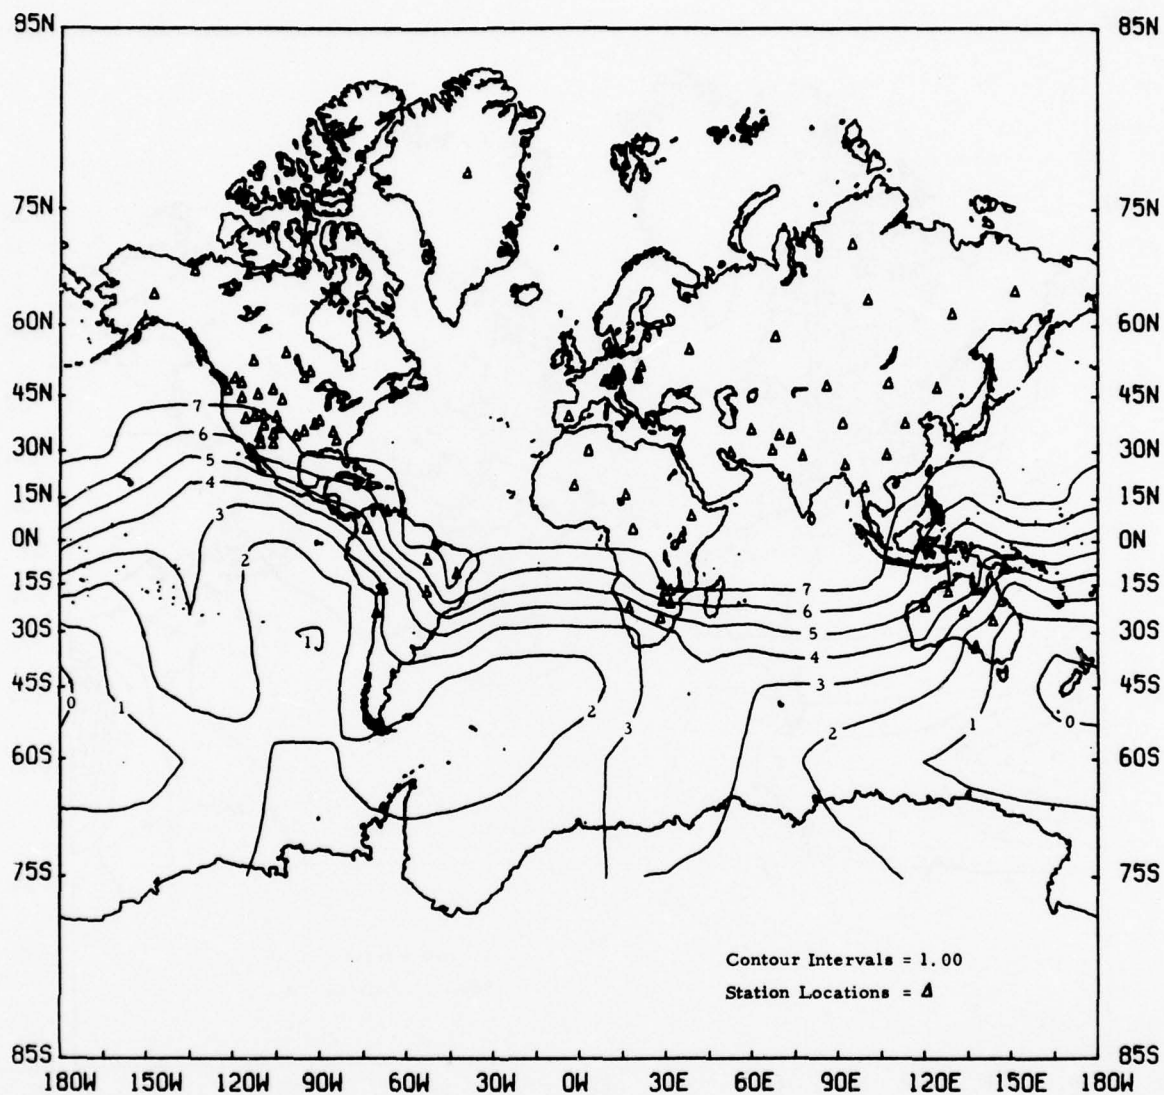 85N 85N
75N 75N
60N 60N
45N 45N
7
6
30N 30N
5
4
15N 15N
3
0N 0N
2
15S 7 15S
6
30S 1 5 30S
4
45S 3 45S
0 1 2 3 2 1 0
60S 60S
75S 75S
Contour Intervals = 1.00
Station Locations = Δ
85S 85S
180W 150W 120W 90W 60W 30W 0W 30E 60E 90E 120E 150E 180W